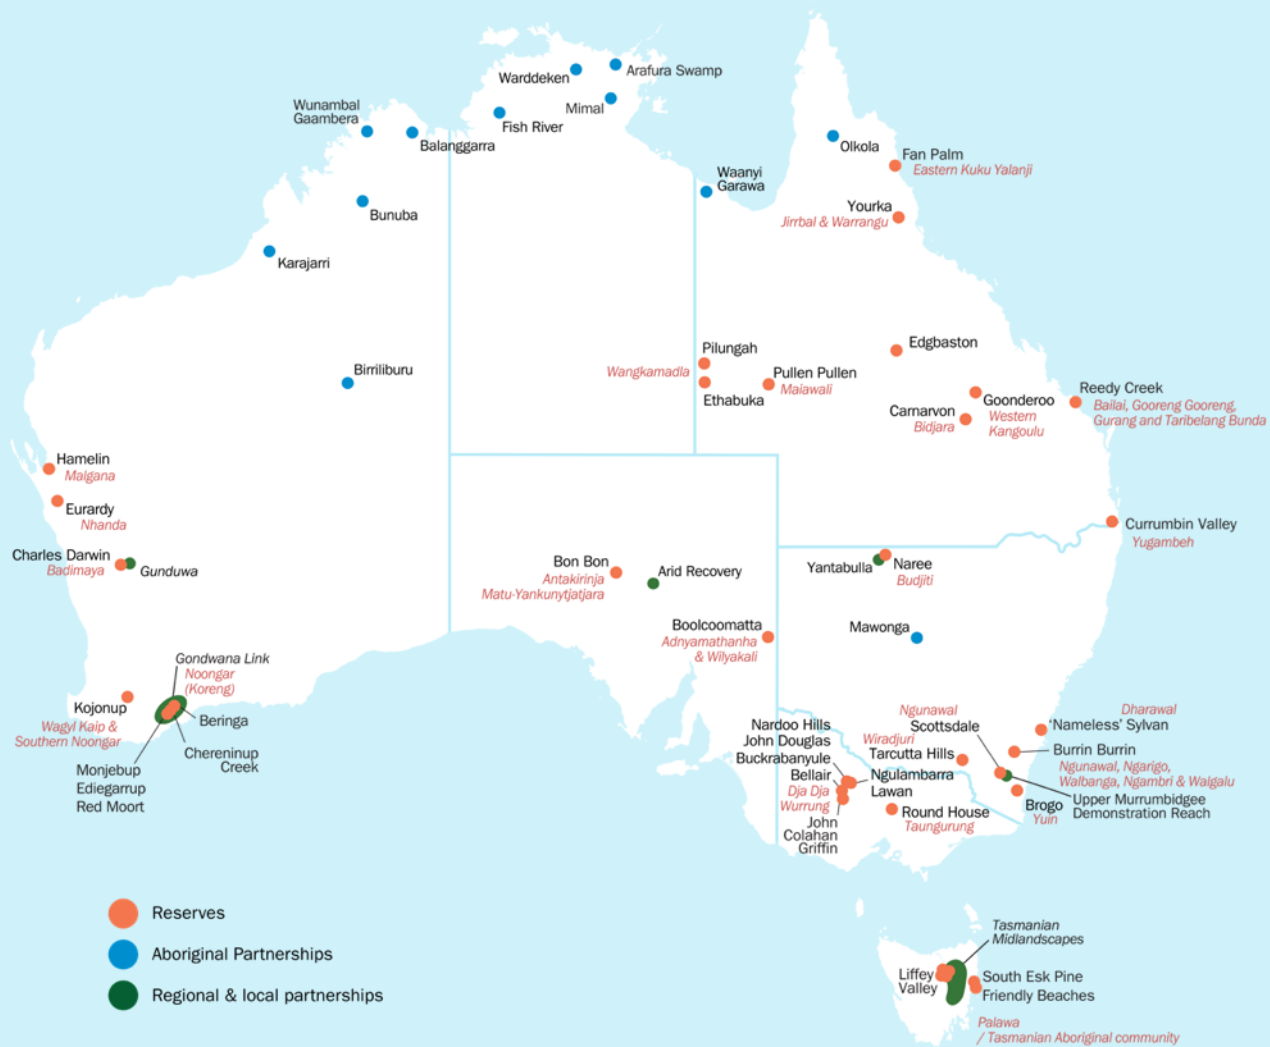 Warddeken
Arafura Swamp
Mimal
Fish River
Wunambal
Gaambera
Balanggarra
Bunuba
Karajarri
Birriliburu
Olkola
Fan Palm
Eastern Kuku Yalanji
Waanyi
Garawa
Yourka
Jirrbal & Warrangu
Pilungah
Wangkamadla
Ethabuka
Pullen Pullen
Maiawali
Edgbaston
Goonderoo
Western
Kangoulu
Carnarvon
Bidjara
Reedy Creek
Bailai, Gooreng Gooreng,
Gurang and Taribelang Bunda
Currumbin Valley
Yugambeh
Hamelin
Malgana
Eurardy
Nhanda
Charles Darwin
Badimaya
Gunduwa
Bon Bon
Antakirinja
Matu-Yankunytjatjara
Arid Recovery
Boolcoomatta
Adnyamathanha
& Wilyakali
Yantabulla
Naree
Budjiti
Mawonga
Gondwana Link
Noongar
(Koreng)
Kojonup
Wagyl Kaip &
Southern Noongar
Beringa
Chereninup
Creek
Monjebup
Ediegarrup
Red Moort
Nardoo Hills
John Douglas
Buckrabanyule
Bellair
Dja Dja
Wurrung
John
Colahan
Griffin
Ngulambarra
Lawan
Round House
Taungurung
Wiradjuri
Tarcutta Hills
Ngunawal
Scottsdale
Dharawal
'Nameless' Sylvan
Burrin Burrin
Ngunawal, Ngarigo,
Walbanga, Ngambri & Walgalu
Upper Murrumbidgee
Demonstration Reach
Brogo
Yuin
Reserves
Aboriginal Partnerships
Regional & local partnerships
Tasmanian
Midlandscapes
Liffey
Valley
South Esk Pine
Friendly Beaches
Palawa
/ Tasmanian Aboriginal community